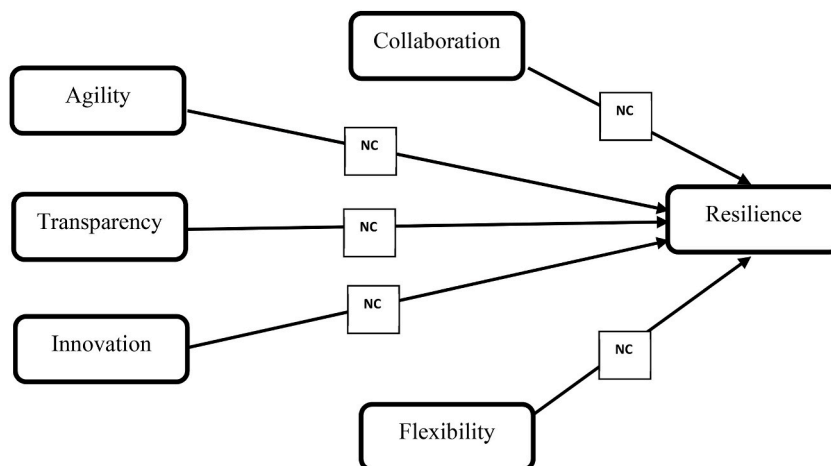 Collaboration
Agility
NC
NC
Transparency
NC
Resilience
Innovation
NC
NC
Flexibility